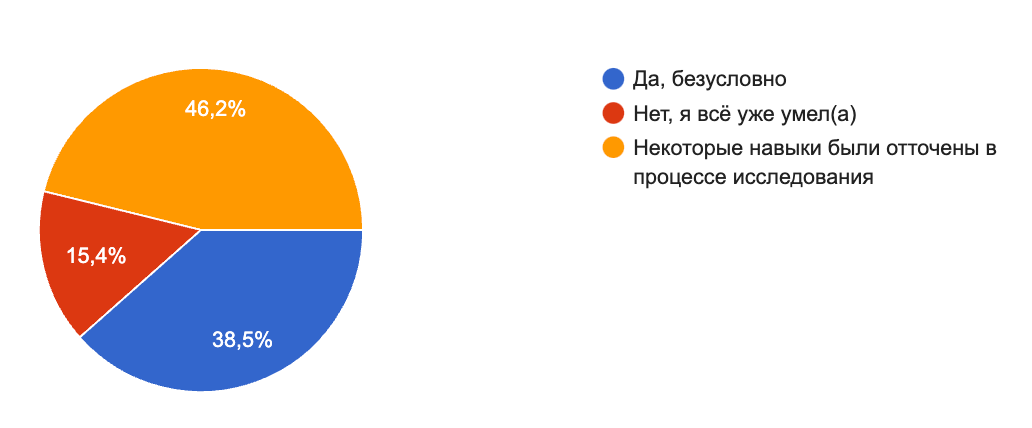 46,2%
15,4%
38,5%
Да, безусловно
Нет, я всё уже умел(а)
Некоторые навыки были отточены в
процессе исследования